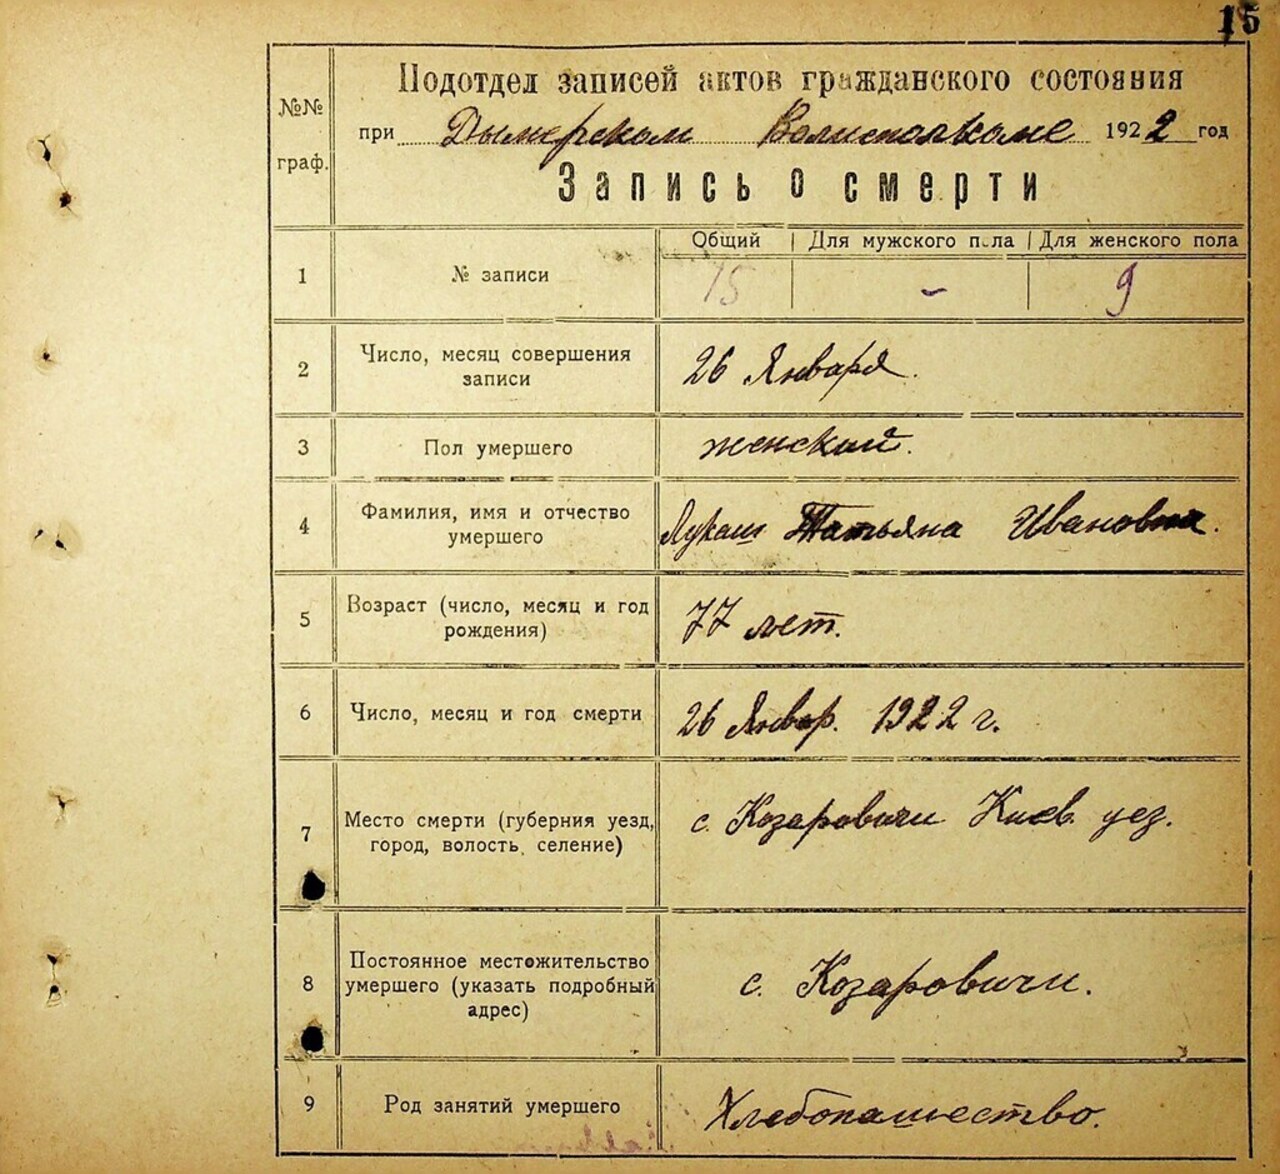 15
Подотдел записей актов гражданского состояния
№№ граф.
при Дымерском Волисполкоме 1922 год
Запись о смерти
Общий | Для мужского пола | Для женского пола
1 № записи 15 - 9
2 Число, месяц совершения
записи
26 Января.
3 Пол умершего женский.
4 Фамилия, имя и отчество
умершего
Лукаш Татьяна Ивановна.
5 Возраст (число, месяц и год
рождения)
77 лет.
6 Число, месяц и год смерти 26 Январ. 1922 г.
7 Место смерти (губерния уезд,
город, волость, селение)
с. Козаровичи Киев. уез.
8 Постоянное местожительство
умершего (указать подробный
адрес)
с. Козаровичи.
9 Род занятий умершего Хлебопашество.